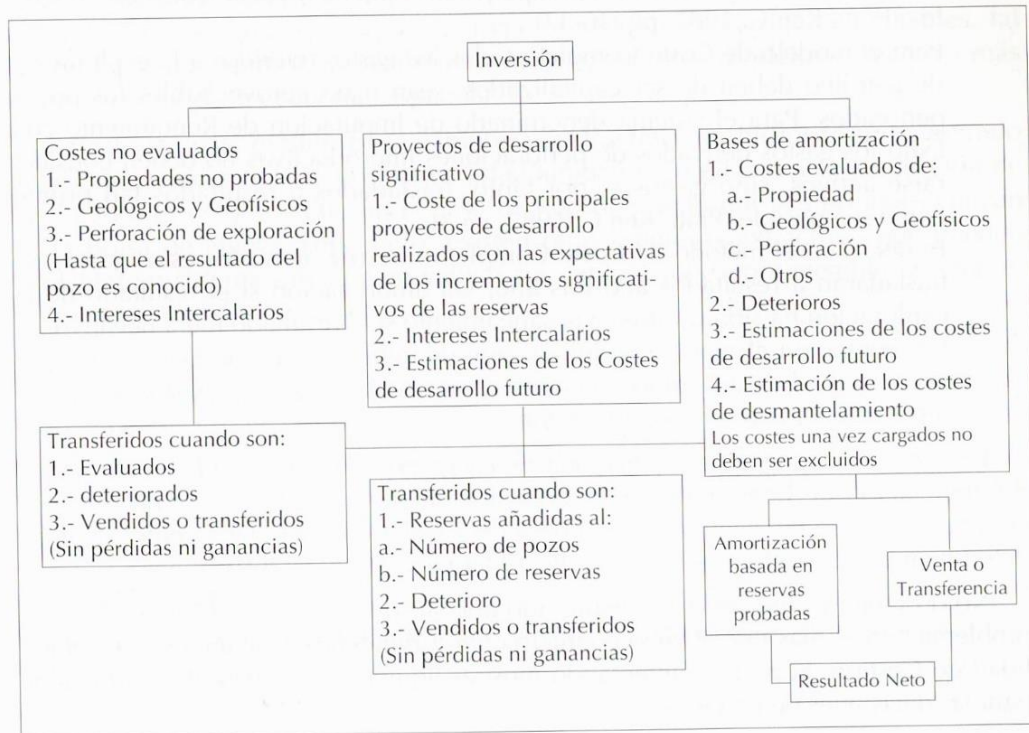 Inversión
Costes no evaluados
1.- Propiedades no probadas
2.- Geológicos y Geofísicos
3.- Perforación de exploración
(Hasta que el resultado del
pozo es conocido)
4.- Intereses Intercalarios
Proyectos de desarrollo
significativo
1.- Coste de los principales
proyectos de desarrollo
realizados con las expectativas
de los incrementos significati-
vos de las reservas
2.- Intereses Intercalarios
3.- Estimaciones de los Costes
de desarrollo futuro
Bases de amortización
1.- Costes evaluados de:
a.- Propiedad
b.- Geológicos y Geofísicos
c.- Perforación
d.- Otros
2.- Deterioros
3.- Estimaciones de los costes
de desarrollo futuro
4.- Estimación de los costes
de desmantelamiento
Los costes una vez cargados no
deben ser excluidos
Transferidos cuando son:
1.- Evaluados
2.- deteriorados
3.- Vendidos o transferidos
(Sin pérdidas ni ganancias)
Transferidos cuando son:
1.- Reservas añadidas al:
a.- Número de pozos
b.- Número de reservas
2.- Deterioro
3.- Vendidos o transferidos
(Sin pérdidas ni ganancias)
Amortización
basada en
reservas
probadas
Venta o
Transferencia
Resultado Neto